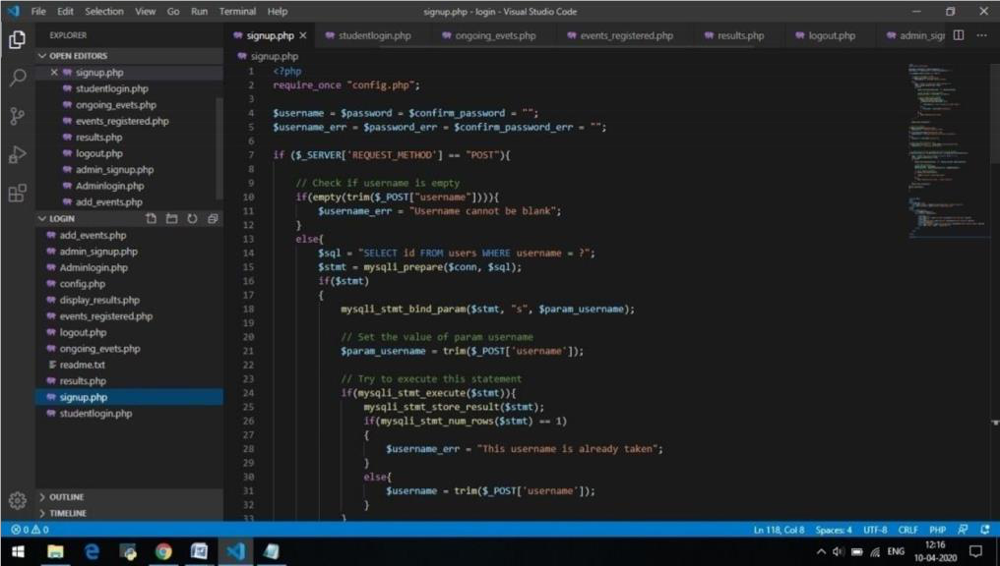 File Edit Selection View Go Run Terminal Help signup.php - login - Visual Studio Code
EXPLORER
signup.php studentlogin.php ongoing_evets.php events_registered.php results.php logout.php admin_sigr
OPEN EDITORS
signup.php
studentlogin.php
ongoing_evets.php
events_registered.php
results.php
logout.php
admin_signup.php
Adminlogin.php
add_events.php
LOGIN
add_events.php
admin_signup.php
Adminlogin.php
config.php
display_results.php
events_registered.php
logout.php
ongoing_evets.php
readme.txt
results.php
signup.php
studentlogin.php
OUTLINE
TIMELINE
signup.php
1 <?php
2 require_once "config.php";
3
4 $username = $password = $confirm_password = "";
5 $username_err = $password_err = $confirm_password_err = "";
6
7 if ($_SERVER['REQUEST_METHOD'] == "POST"){
8
9 // Check if username is empty
10 if(empty(trim($_POST["username"]))){
11 $username_err = "Username cannot be blank";
12 }
13 else{
14 $sql = "SELECT id FROM users WHERE username = ?";
15 $stmt = mysqli_prepare($conn, $sql);
16 if($stmt)
17 {
18 mysqli_stmt_bind_param($stmt, "s", $param_username);
19
20 // Set the value of param username
21 $param_username = trim($_POST['username']);
22
23 // Try to execute this statement
24 if(mysqli_stmt_execute($stmt)){
25 mysqli_stmt_store_result($stmt);
26 if(mysqli_stmt_num_rows($stmt) == 1)
27 {
28 $username_err = "This username is already taken";
29 }
30 else{
31 $username = trim($_POST['username']);
32 }
33 }
0 0 Ln 118, Col 8 Spaces: 4 UTF-8 CRLF PHP
ENG 12:16
10-04-2020